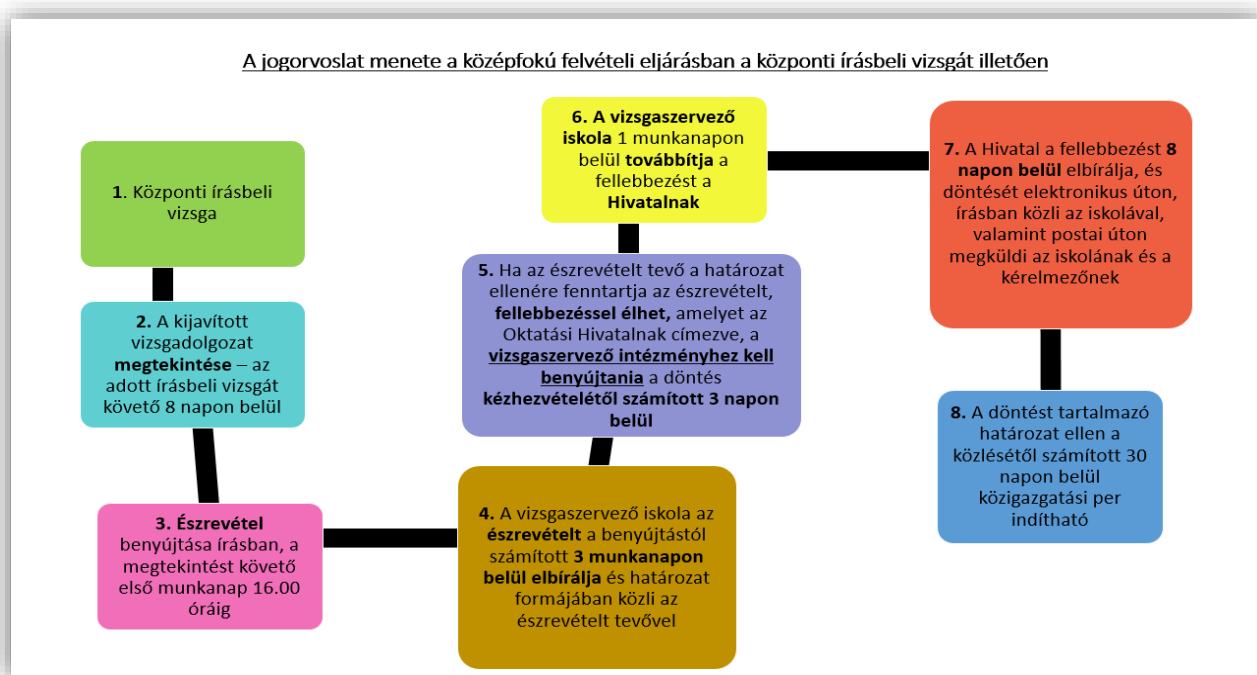 A jogorvoslat menete a középfokú felvételi eljárásban a központi írásbeli vizsgát illetően
1. Központi írásbeli
vizsga
2. A kijavított
vizsgadolgozat
megtekintése – az
adott írásbeli vizsgát
követő 8 napon belül
3. Észrevétel
benyújtása írásban, a
megtekintést követő
első munkanap 16.00
óráig
4. A vizsgaszervező iskola az
észrevételt a benyújtástól
számított 3 munkanapon
belül elbírálja és határozat
formájában közli az
észrevételt tevővel
5. Ha az észrevételt tevő a határozat
ellenére fenntartja az észrevételt,
fellebbezéssel élhet, amelyet az
Oktatási Hivatalnak címezve, a
vizsgaszervező intézményhez kell
benyújtania a döntés
kézhezvételétől számított 3 napon
belül
6. A vizsgaszervező
iskola 1 munkanapon
belül továbbítja a
fellebbezést a
Hivatalnak
7. A Hivatal a fellebbezést 8
napon belül elbírálja, és
döntését elektronikus úton,
írásban közli az iskolával,
valamint postai úton
megküldi az iskolának és a
kérelmezőnek
8. A döntést tartalmazó
határozat ellen a
közlésétől számított 30
napon belül
közigazgatási per
indítható